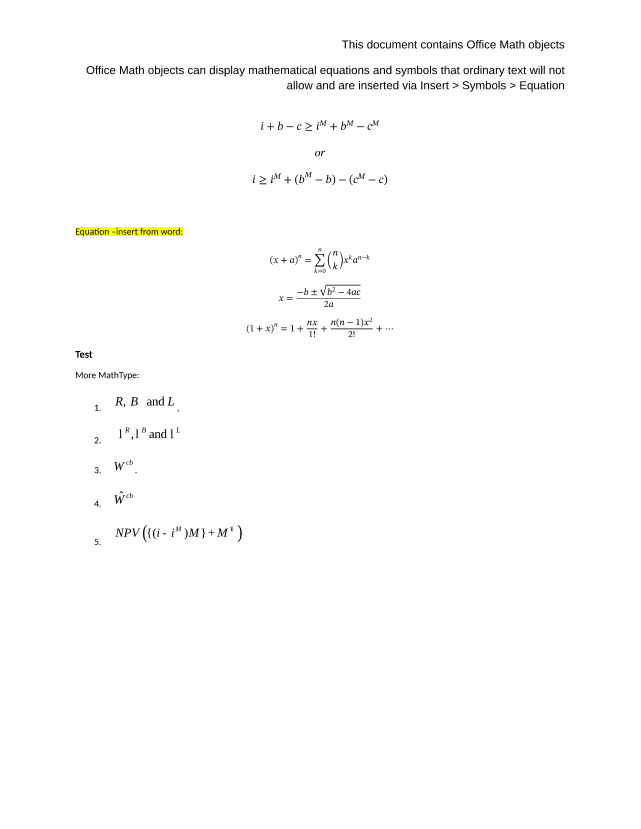 This document contains Office Math objects
Office Math objects can display mathematical equations and symbols that ordinary text will not
allow and are inserted via Insert > Symbols > Equation
i + b − c ≥ i^M + b^M − c^M
or
i ≥ i^M + (b^M − b) − (c^M − c)
Equation –insert from word:
(x + a)^n = ∑_{k=0}^{n} (n k) x^k a^{n−k}
x = (−b ± √(b² − 4ac)) / 2a
(1 + x)^n = 1 + nx/1! + n(n − 1)x²/2! + ⋯
Test
More MathType:
1. R, B and L .
2. l^R, l^B and l^L
3. W^{cb} .
4. Ŵ^{cb}
5. NPV ({(i - i^M)M} + M^¥)